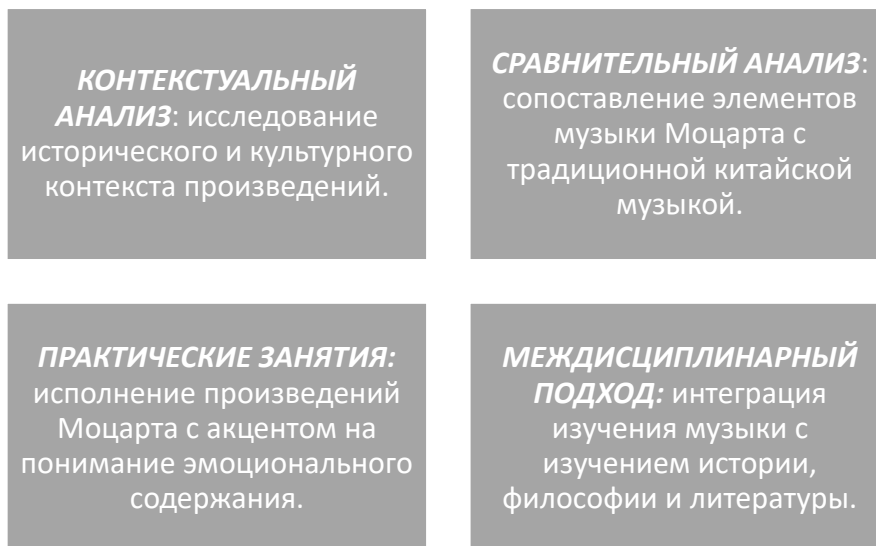 КОНТЕКСТУАЛЬНЫЙ
АНАЛИЗ: исследование
исторического и культурного
контекста произведений.
СРАВНИТЕЛЬНЫЙ АНАЛИЗ:
сопоставление элементов
музыки Моцарта с
традиционной китайской
музыкой.
ПРАКТИЧЕСКИЕ ЗАНЯТИЯ:
исполнение произведений
Моцарта с акцентом на
понимание эмоционального
содержания.
МЕЖДИСЦИПЛИНАРНЫЙ
ПОДХОД: интеграция
изучения музыки с
изучением истории,
философии и литературы.